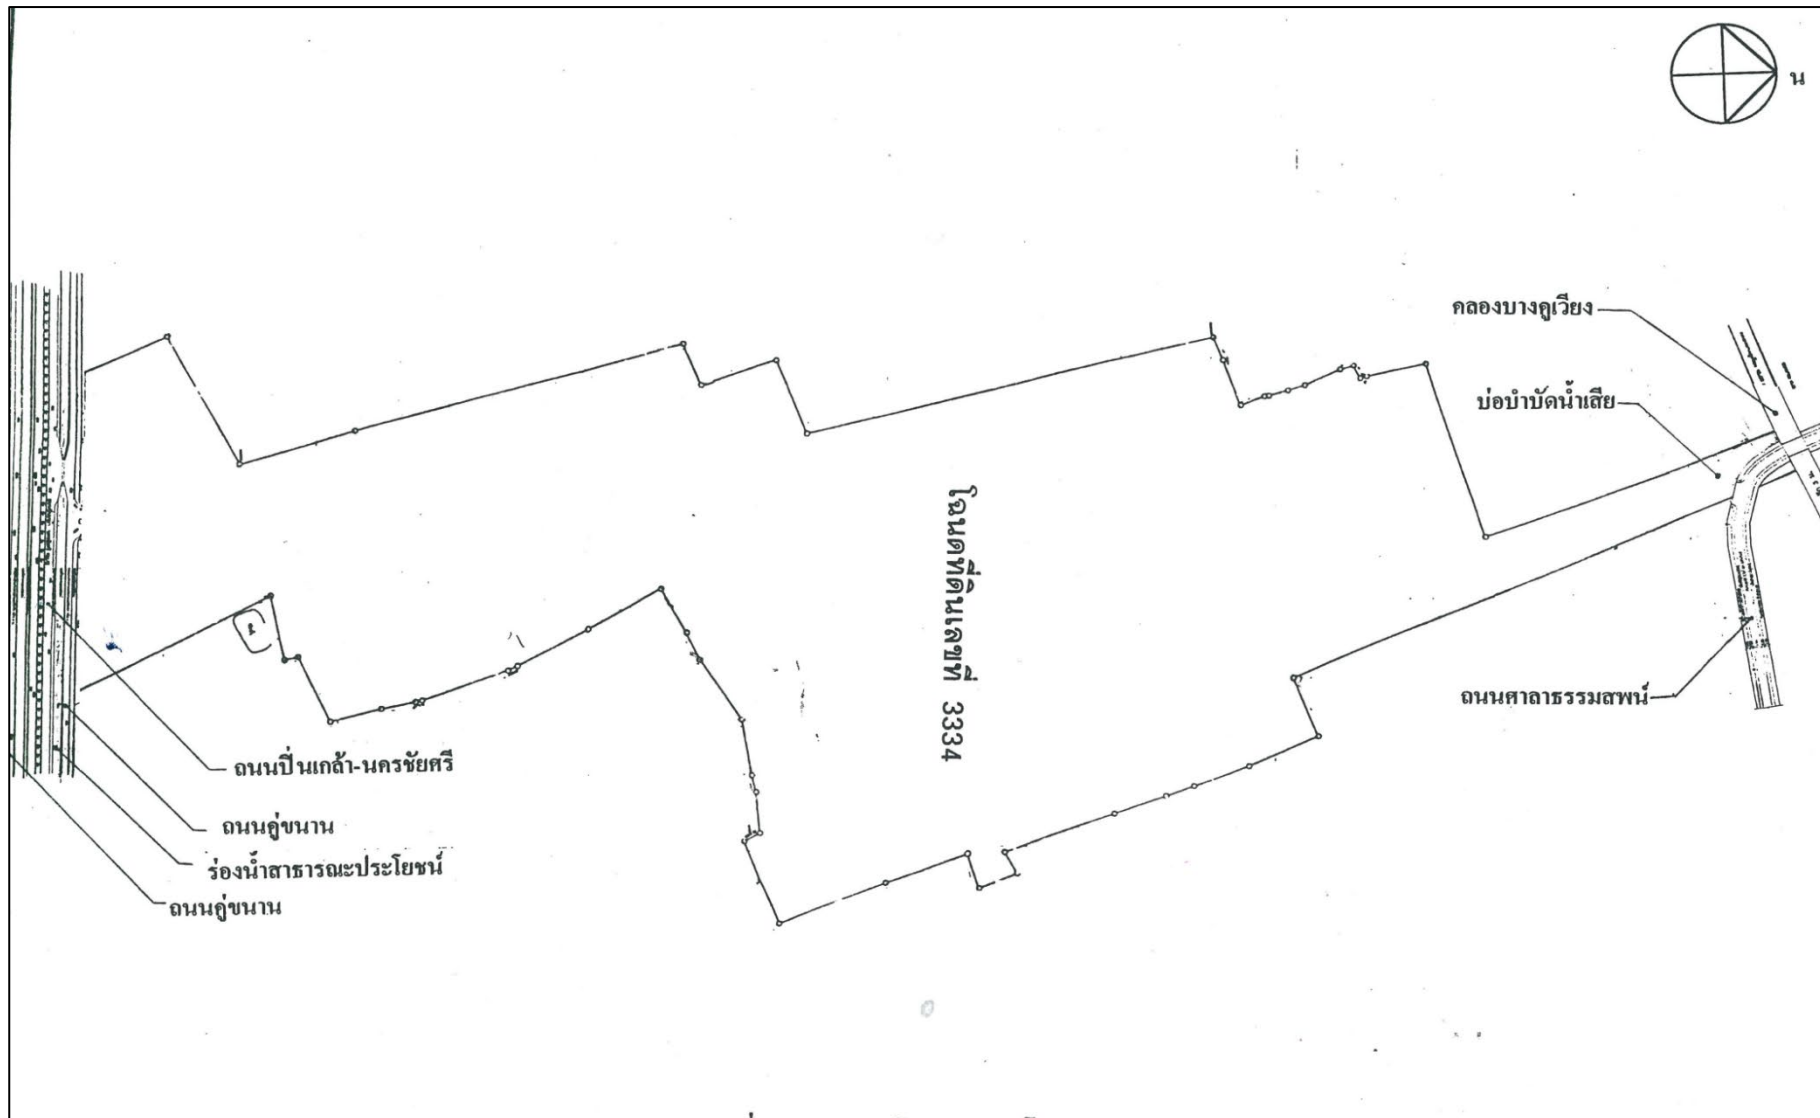 น
คลองบางคูเวียง
บ่อบำบัดน้ำเสีย
โฉนดที่ดินเลขที่ 3334
ถนนศาลาธรรมสพน์
ถนนปิ่นเกล้า-นครชัยศรี
ถนนคู่ขนาน
ร่องน้ำสาธารณะประโยชน์
ถนนคู่ขนาน